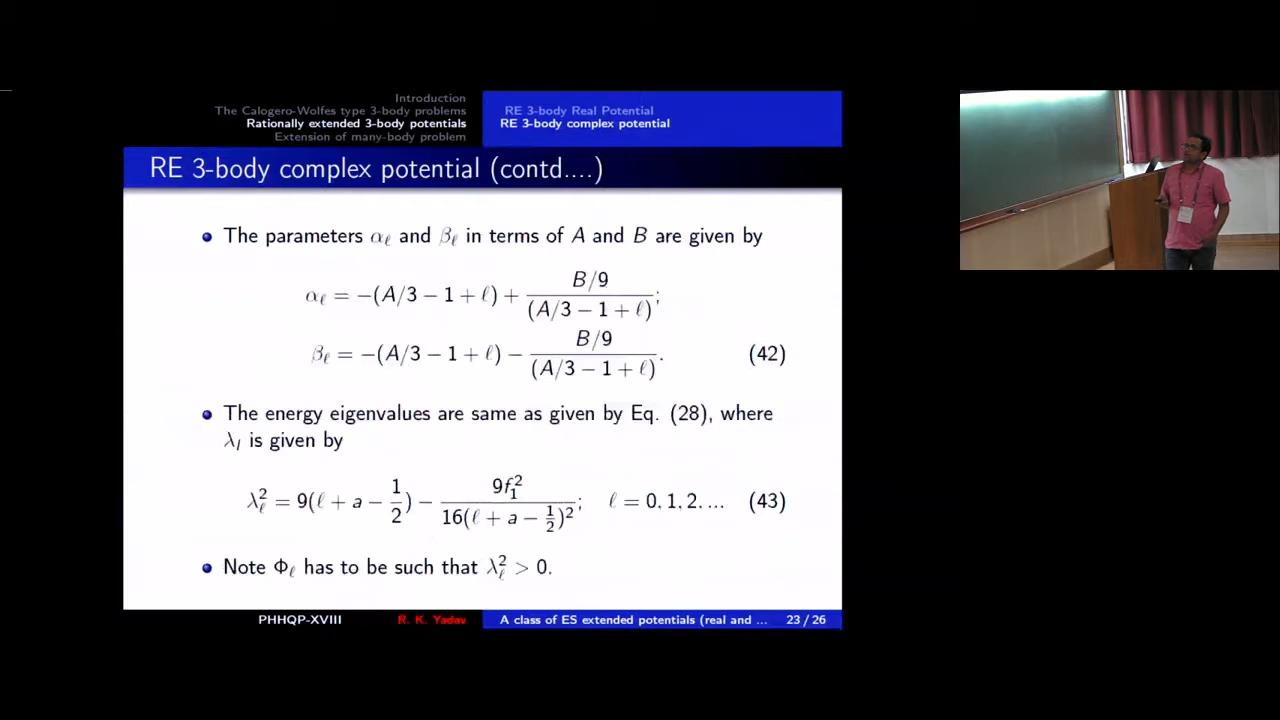 Introduction
The Calogero-Wolfes type 3-body problems
Rationally extended 3-body potentials
Extension of many-body problem
RE 3-body Real Potential
RE 3-body complex potential
RE 3-body complex potential (contd....)
The parameters αℓ and βℓ in terms of A and B are given by
αℓ = −(A/3 − 1 + ℓ) + (B/9)/(A/3 − 1 + ℓ);
βℓ = −(A/3 − 1 + ℓ) − (B/9)/(A/3 − 1 + ℓ). (42)
The energy eigenvalues are same as given by Eq. (28), where
λ_l is given by
λ²_ℓ = 9(ℓ + a − 1/2) − 9f₁²/16(ℓ + a − 1/2)²; ℓ = 0, 1, 2, ... (43)
Note Φℓ has to be such that λ²_ℓ > 0.
PHHQP-XVIII R. K. Yadav A class of ES extended potentials (real and ... 23 / 26